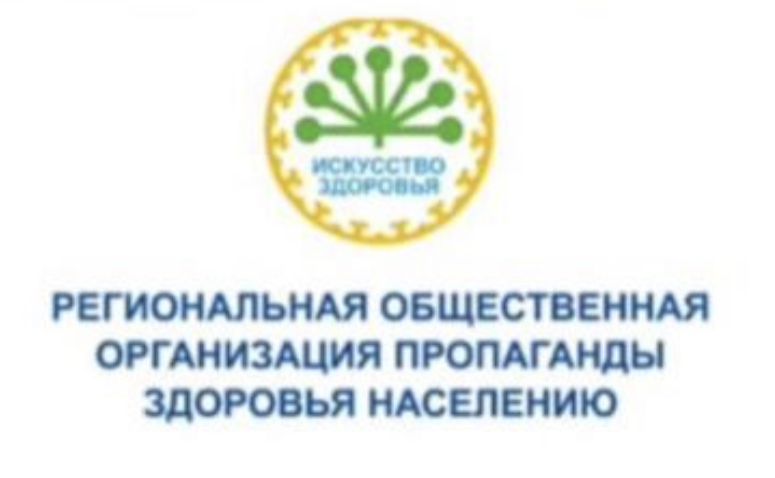 ИСКУССТВО
ЗДОРОВЬЯ
РЕГИОНАЛЬНАЯ ОБЩЕСТВЕННАЯ
ОРГАНИЗАЦИЯ ПРОПАГАНДЫ
ЗДОРОВЬЯ НАСЕЛЕНИЮ